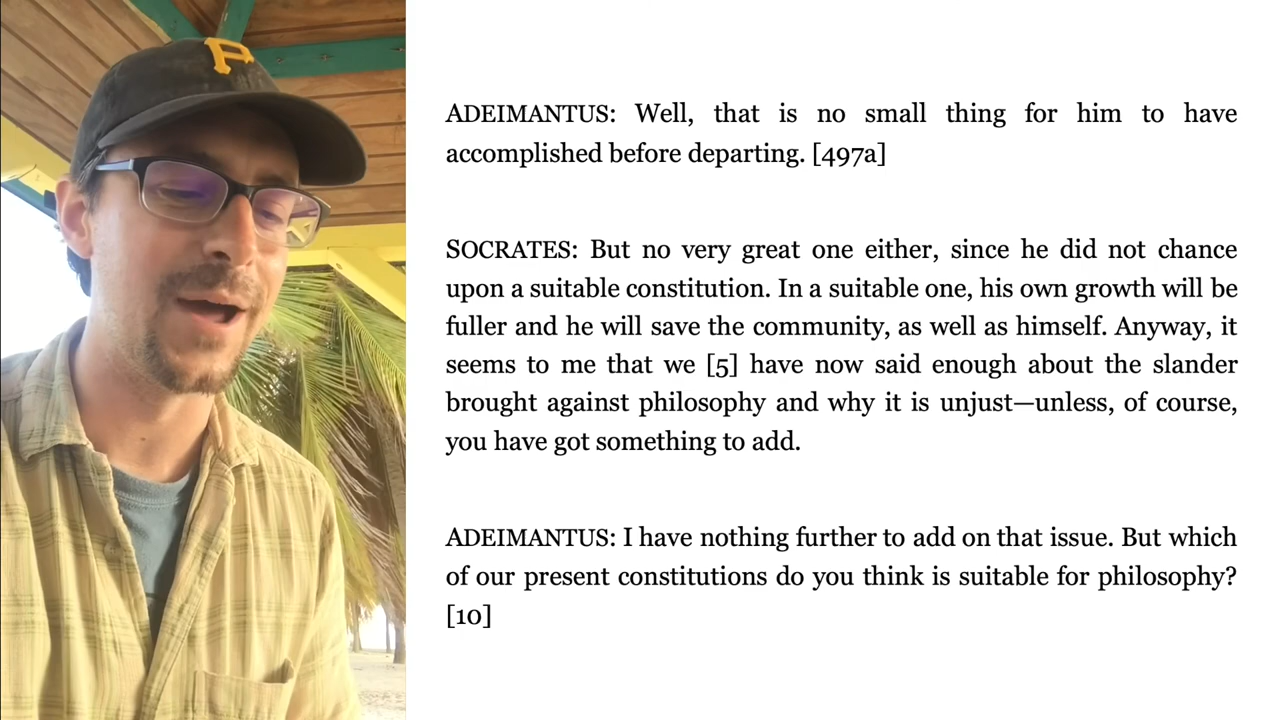 P
ADEIMANTUS: Well, that is no small thing for him to have
accomplished before departing. [497a]
SOCRATES: But no very great one either, since he did not chance
upon a suitable constitution. In a suitable one, his own growth will be
fuller and he will save the community, as well as himself. Anyway, it
seems to me that we [5] have now said enough about the slander
brought against philosophy and why it is unjust—unless, of course,
you have got something to add.
ADEIMANTUS: I have nothing further to add on that issue. But which
of our present constitutions do you think is suitable for philosophy?
[10]